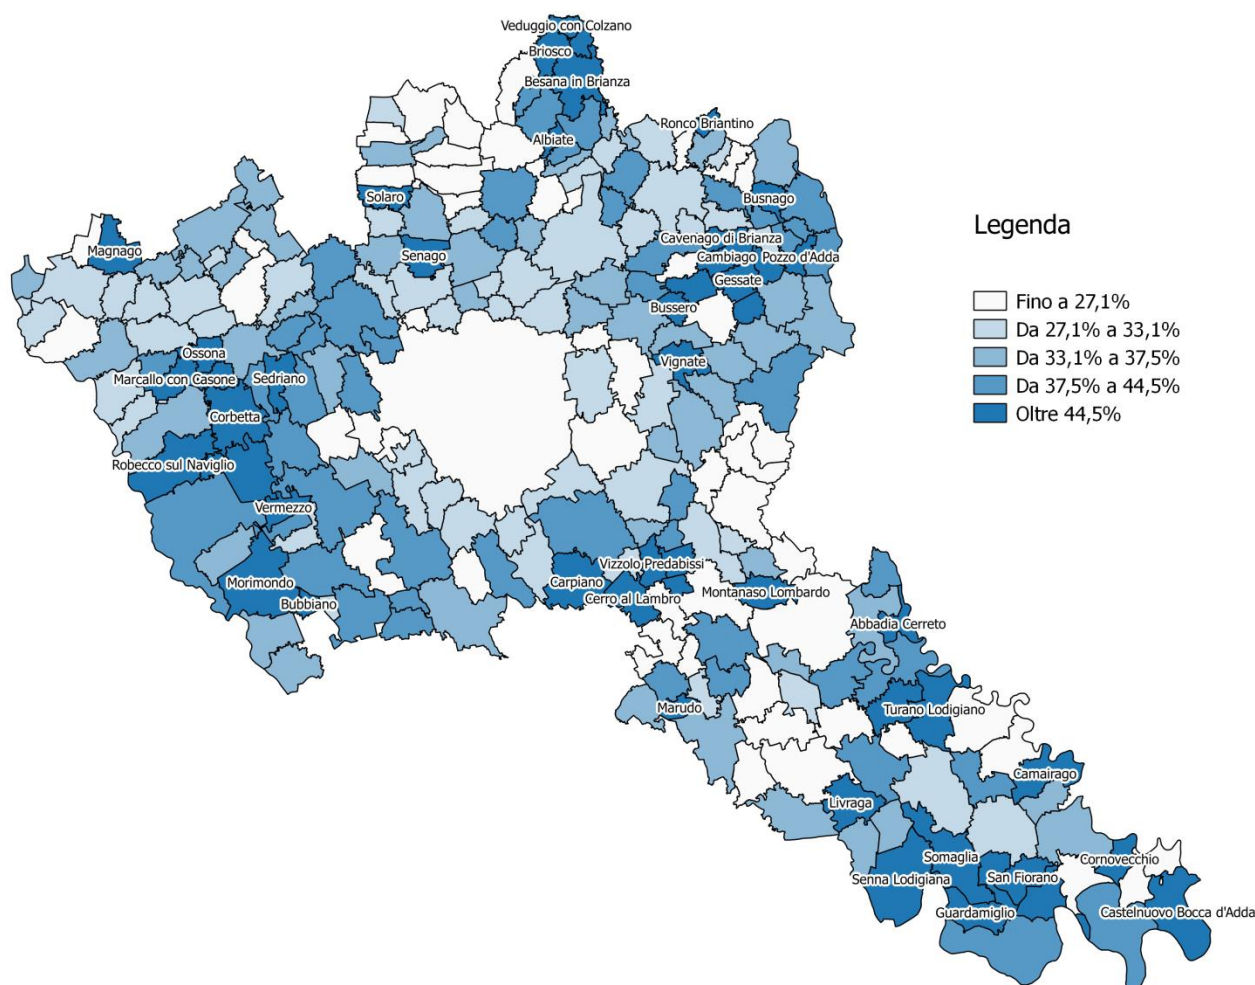 Veduggio con Colzano
Briosco
Besana in Brianza
Ronco Briantino
Albiate
Solaro
Busnago
Magnago
Senago
Cavenago di Brianza
Cambiago
Pozzo d'Adda
Gessate
Bussero
Ossona
Vignate
Marcallo con Casone
Sedriano
Corbetta
Robecco sul Naviglio
Vermezzo
Vizzolo Predabissi
Morimondo
Carpiano
Montanaso Lombardo
Cerro al Lambro
Bubbiano
Abbadia Cerreto
Marudo
Turano Lodigiano
Camairago
Livraga
Somaglia
Cornovecchio
Senna Lodigiana
San Fiorano
Guardamiglio
Castelnuovo Bocca d'Adda
Legenda
Fino a 27,1%
Da 27,1% a 33,1%
Da 33,1% a 37,5%
Da 37,5% a 44,5%
Oltre 44,5%